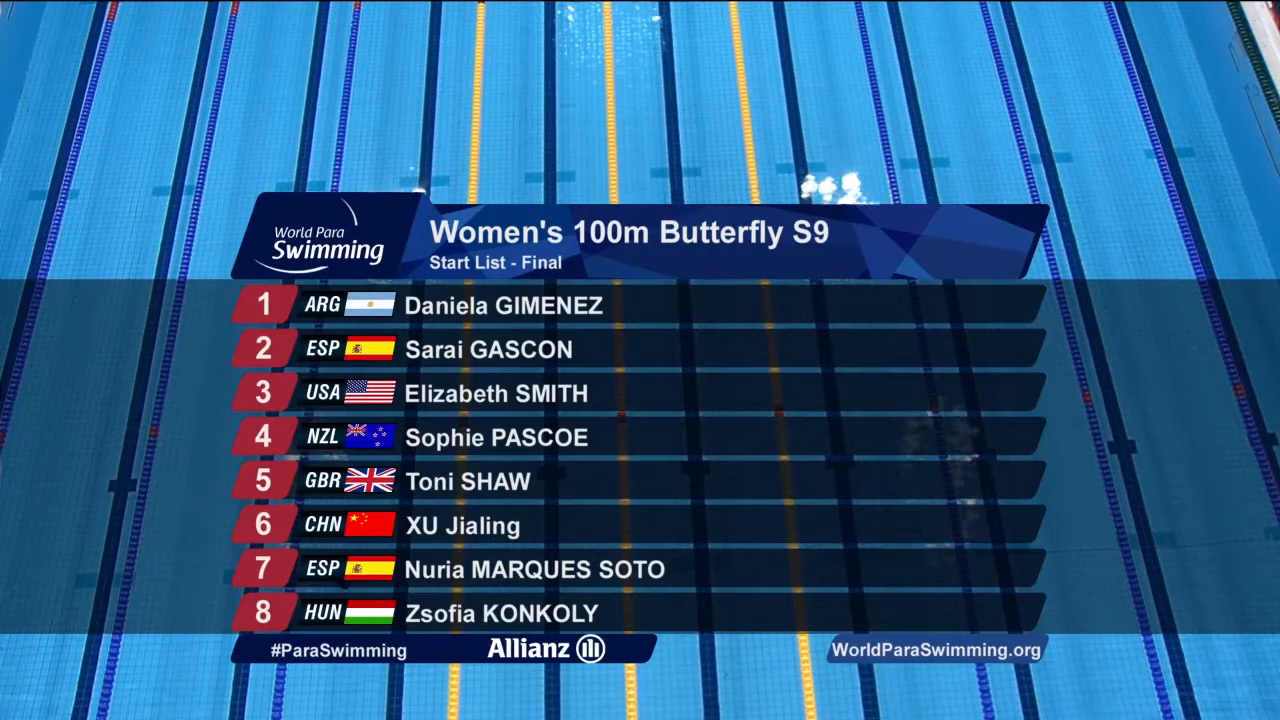 World Para
Swimming
Women's 100m Butterfly S9
Start List - Final
1 ARG Daniela GIMENEZ
2 ESP Sarai GASCON
3 USA Elizabeth SMITH
4 NZL Sophie PASCOE
5 GBR Toni SHAW
6 CHN XU Jialing
7 ESP Nuria MARQUES SOTO
8 HUN Zsofia KONKOLY
#ParaSwimming Allianz WorldParaSwimming.org